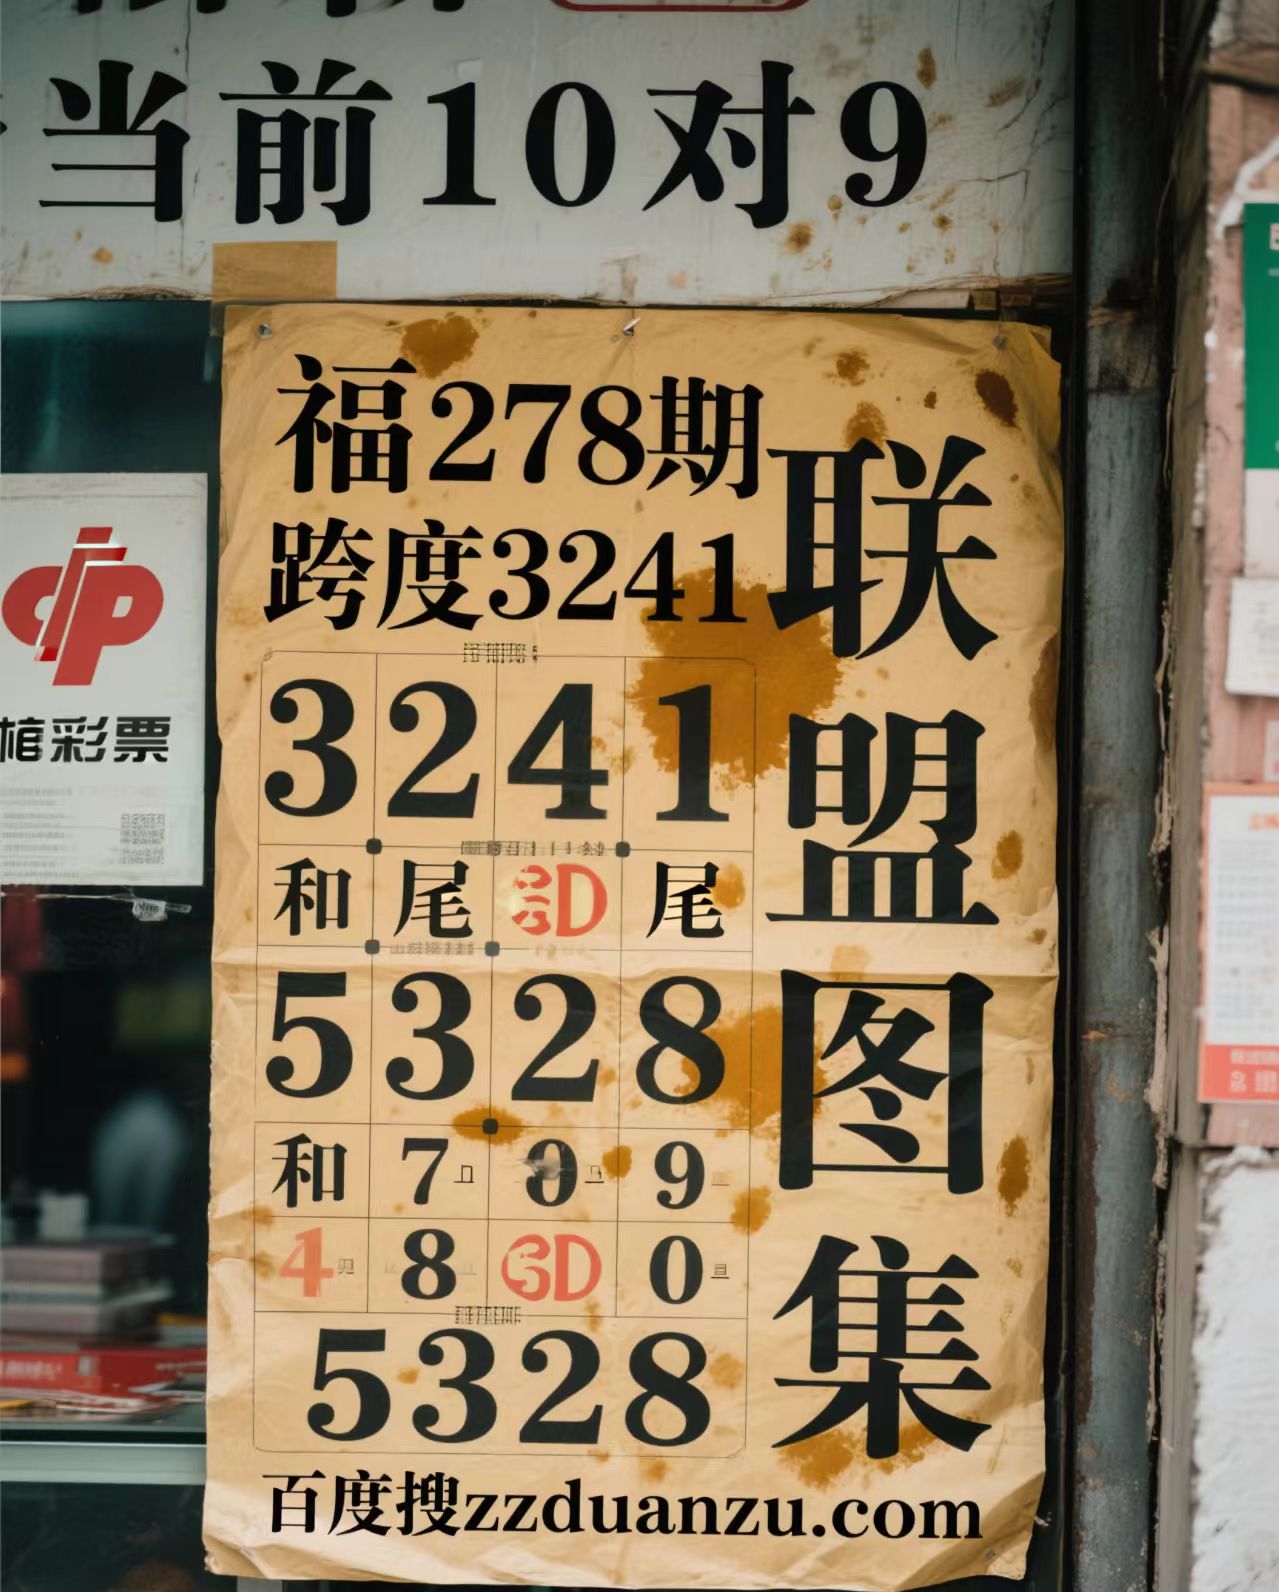 当前10对9
福278期
跨度3241
联盟图集
3241
和 尾 3D 尾
5328
和 7 0 9
4 8 3D 0
5328
百度搜zzduanzu.com
彩票